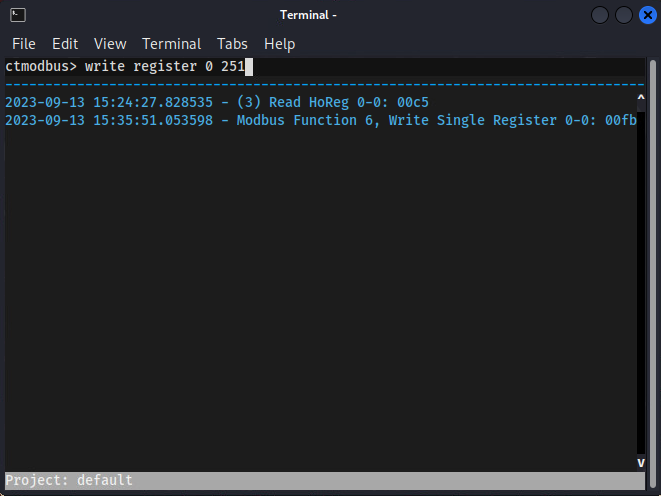 Terminal -
File Edit View Terminal Tabs Help
ctmodbus> write register 0 251
--------------------------------------------------------------------------------
2023-09-13 15:24:27.828535 - (3) Read HoReg 0-0: 00c5
2023-09-13 15:35:51.053598 - Modbus Function 6, Write Single Register 0-0: 00fb
Project: default